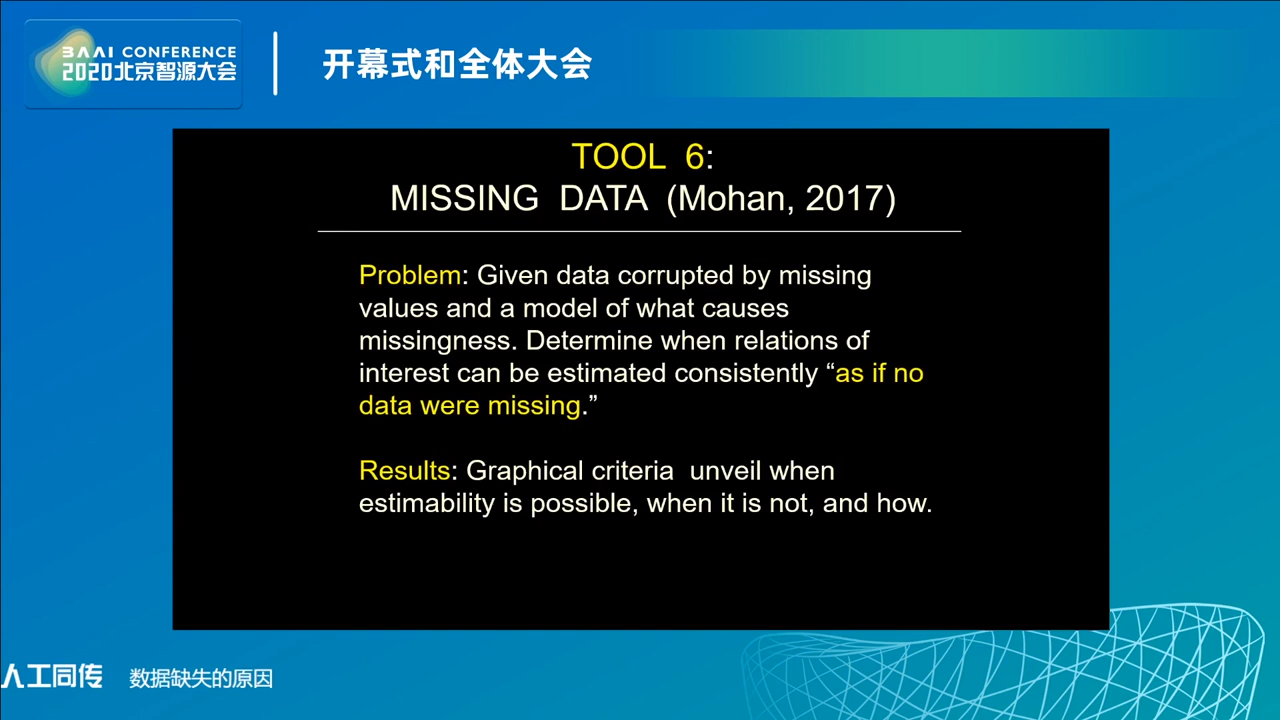 BAAI CONFERENCE
2020北京智源大会
开幕式和全体大会
TOOL 6:
MISSING DATA (Mohan, 2017)
Problem: Given data corrupted by missing
values and a model of what causes
missingness. Determine when relations of
interest can be estimated consistently “as if no
data were missing.”
Results: Graphical criteria unveil when
estimability is possible, when it is not, and how.
人工同传 数据缺失的原因